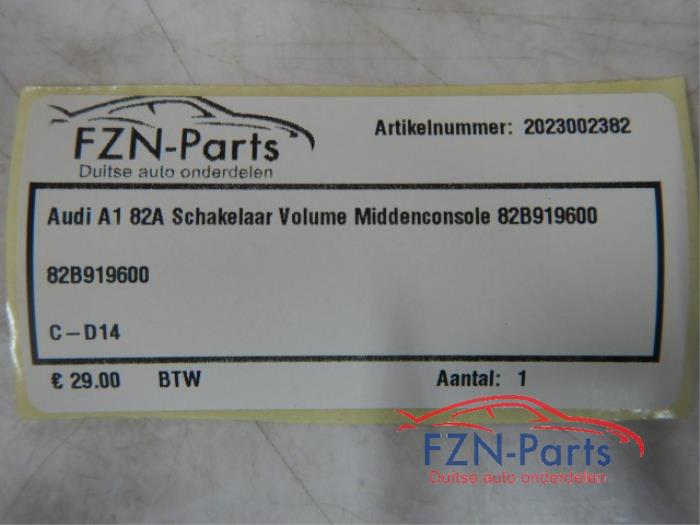 FZN-Parts
Duitse auto onderdelen
Artikelnummer: 2023002382
Audi A1 82A Schakelaar Volume Middenconsole 82B919600
82B919600
C-D14
€ 29.00 BTW Aantal: 1
FZN-Parts
Duitse auto onderdelen